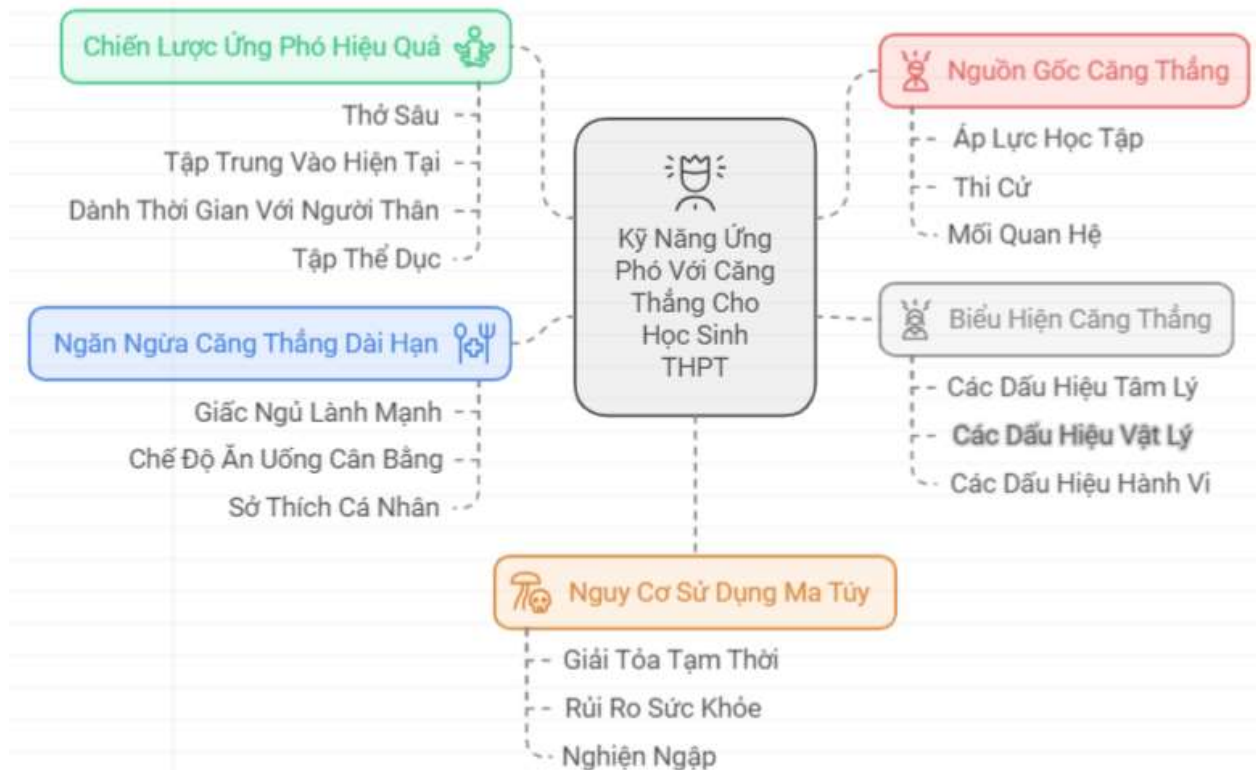 Chiến Lược Ứng Phó Hiệu Quả
Thở Sâu
Tập Trung Vào Hiện Tại
Dành Thời Gian Với Người Thân
Tập Thể Dục
Ngăn Ngừa Căng Thẳng Dài Hạn
Giấc Ngủ Lành Mạnh
Chế Độ Ăn Uống Cân Bằng
Sở Thích Cá Nhân
Kỹ Năng Ứng
Phó Với Căng
Thẳng Cho
Học Sinh
THPT
Nguồn Gốc Căng Thẳng
Áp Lực Học Tập
Thi Cử
Mối Quan Hệ
Biểu Hiện Căng Thẳng
Các Dấu Hiệu Tâm Lý
Các Dấu Hiệu Vật Lý
Các Dấu Hiệu Hành Vi
Nguy Cơ Sử Dụng Ma Túy
Giải Tỏa Tạm Thời
Rủi Ro Sức Khỏe
Nghiện Ngập